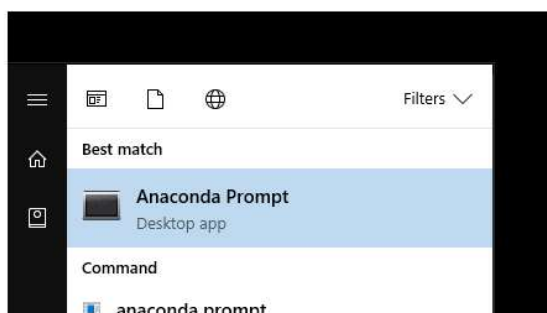 Filters
Best match
Anaconda Prompt
Desktop app
Command
anaconda prompt